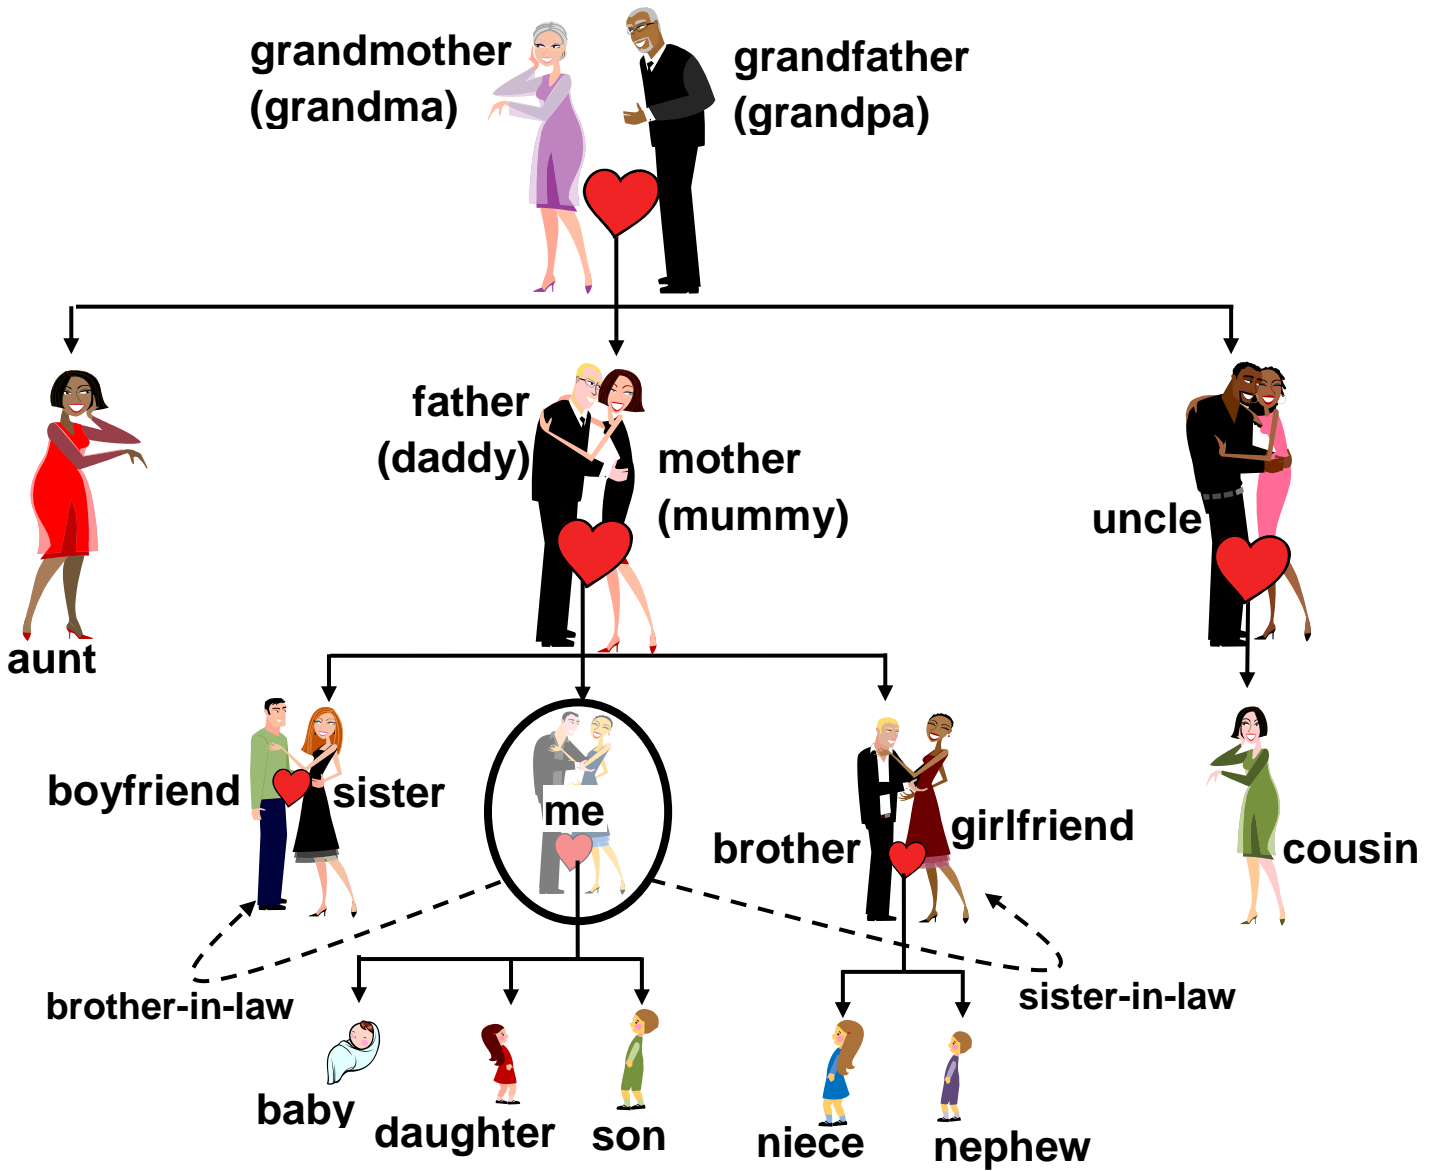 grandmother
(grandma)
grandfather
(grandpa)
father
(daddy)
mother
(mummy)
uncle
aunt
boyfriend
sister
me
brother
girlfriend
cousin
brother-in-law
sister-in-law
baby
daughter
son
niece
nephew